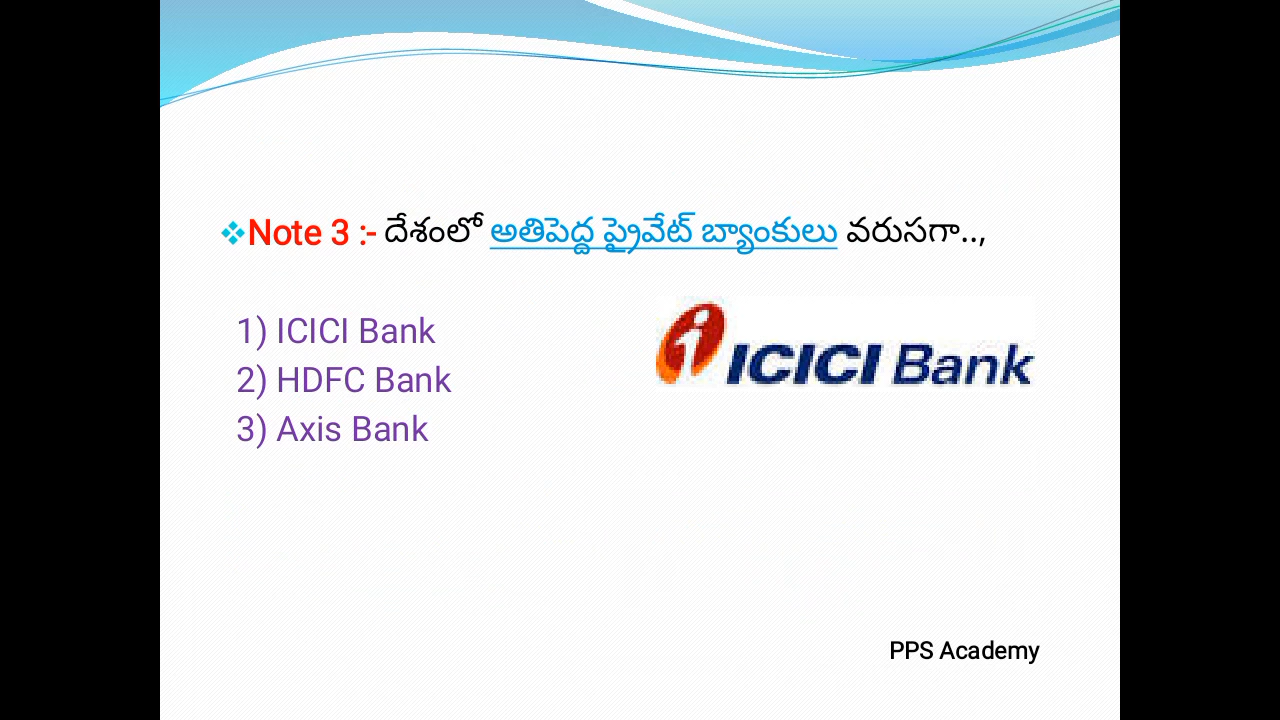 ❖Note 3 :- దేశంలో అతిపెద్ద ప్రైవేట్ బ్యాంకులు వరుసగా..,
1) ICICI Bank
2) HDFC Bank
3) Axis Bank
ICICI Bank
PPS Academy